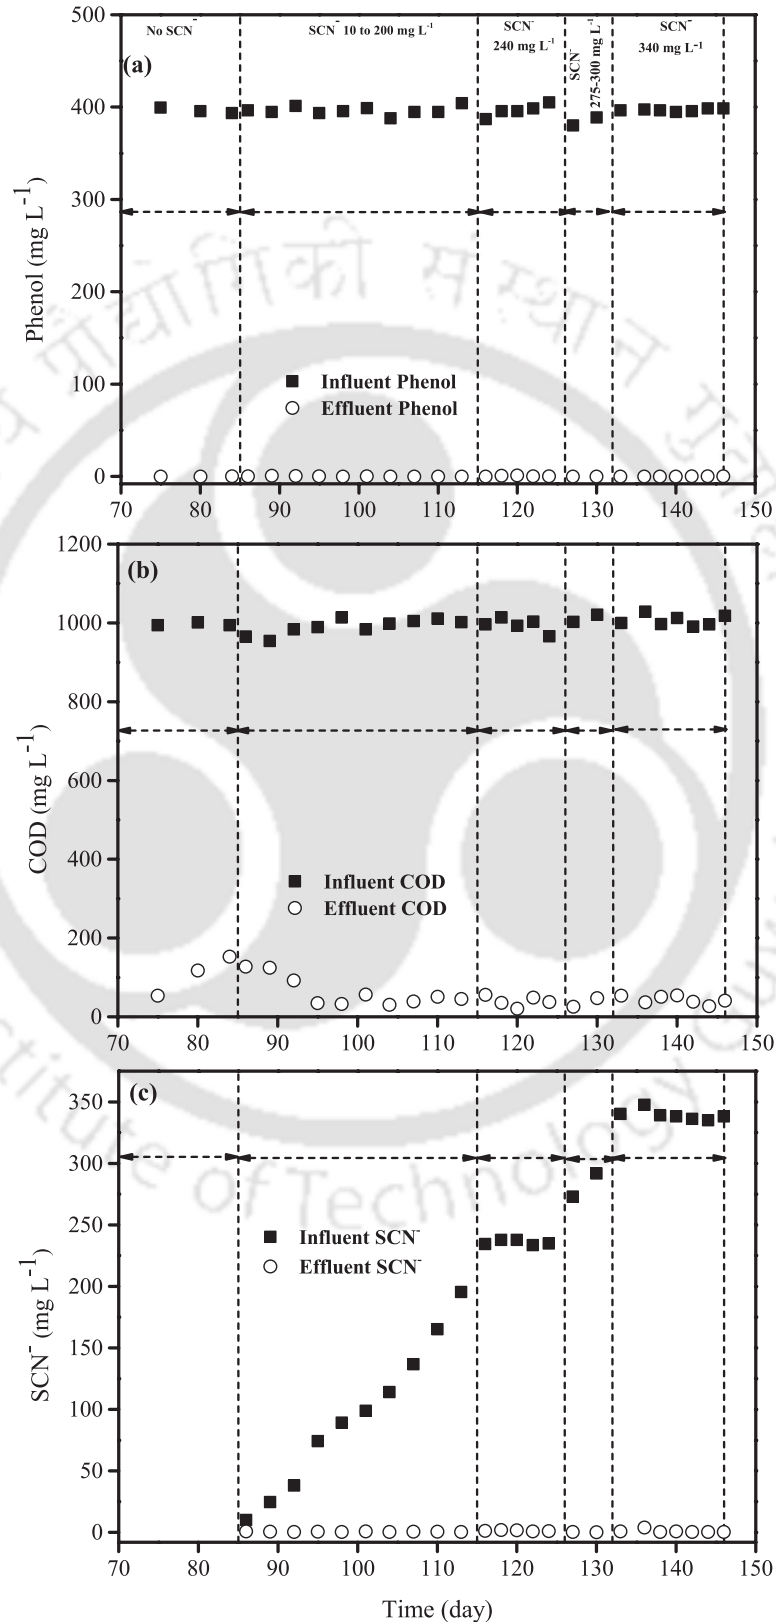 No SCN⁻
SCN⁻ 10 to 200 mg L⁻¹
SCN⁻
240 mg L⁻¹
SCN⁻
275-300 mg L⁻¹
SCN⁻
340 mg L⁻¹
(a)
500
400
300
200
100
0
Phenol (mg L⁻¹)
Influent Phenol
Effluent Phenol
70 80 90 100 110 120 130 140 150
(b)
1200
1000
800
600
400
200
0
COD (mg L⁻¹)
Influent COD
Effluent COD
70 80 90 100 110 120 130 140 150
(c)
350
300
250
200
150
100
50
0
SCN⁻ (mg L⁻¹)
Influent SCN⁻
Effluent SCN⁻
70 80 90 100 110 120 130 140 150
Time (day)
प्रौद्योगिकी संस्थान
stitute of Technology Guw